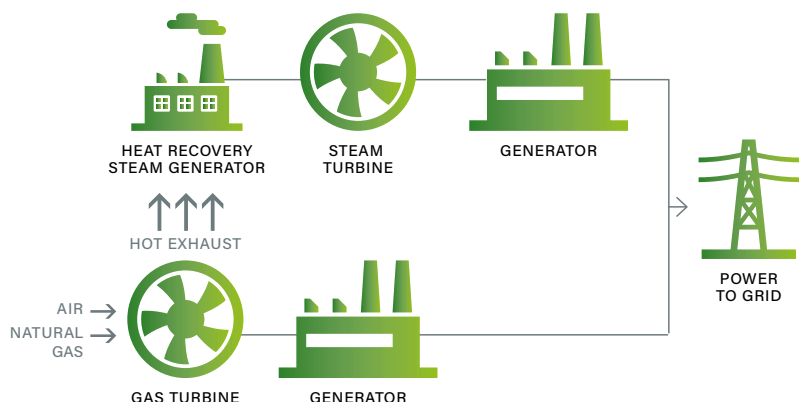 HEAT RECOVERY
STEAM GENERATOR
STEAM
TURBINE
GENERATOR
HOT EXHAUST
POWER
TO GRID
AIR
NATURAL
GAS
GAS TURBINE
GENERATOR